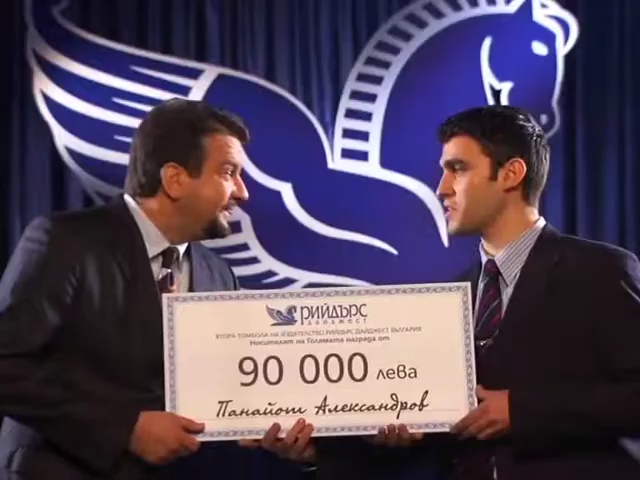 РИЙДЪРС
ДАЙДЖЕСТ
ВТОРА ТОМБОЛА НА ИЗДАТЕЛСТВО РИЙДЪРС ДАЙДЖЕСТ БЪЛГАРИЯ
Носителят на Голямата награда от
90 000 лева
Панайот Александров